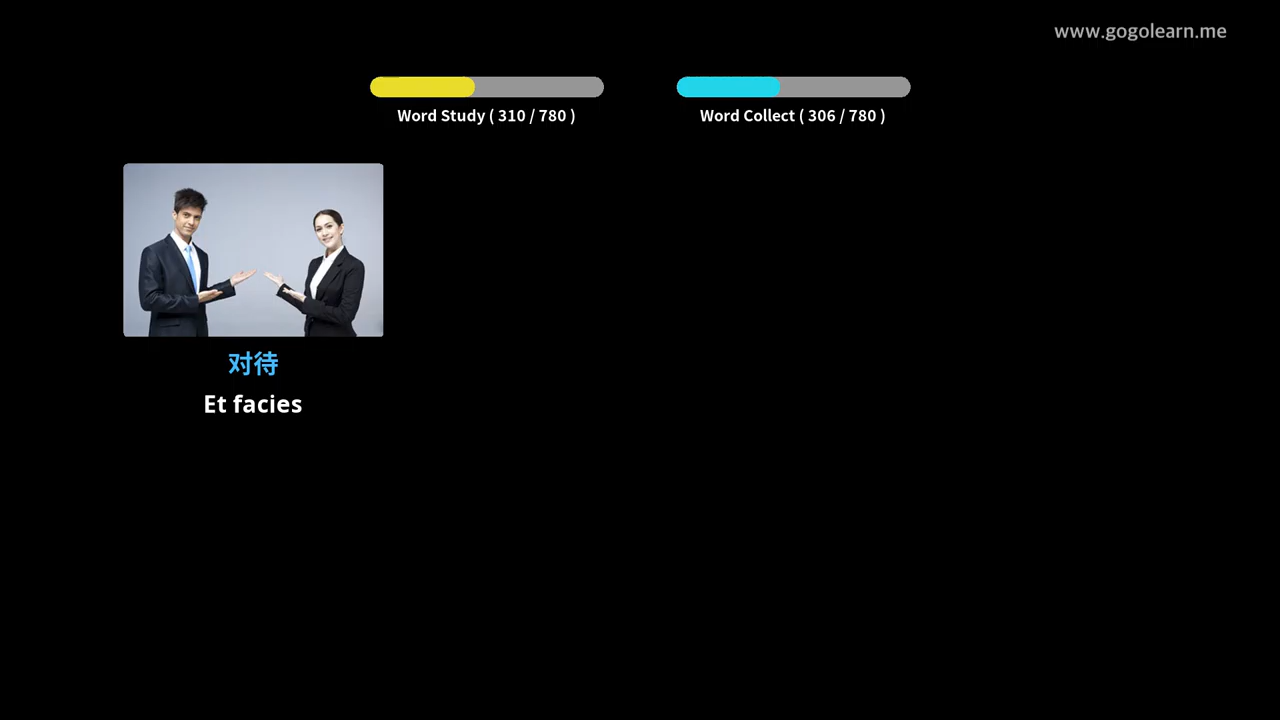 www.gogolearn.me
Word Study ( 310 / 780 )
Word Collect ( 306 / 780 )
对待
Et facies